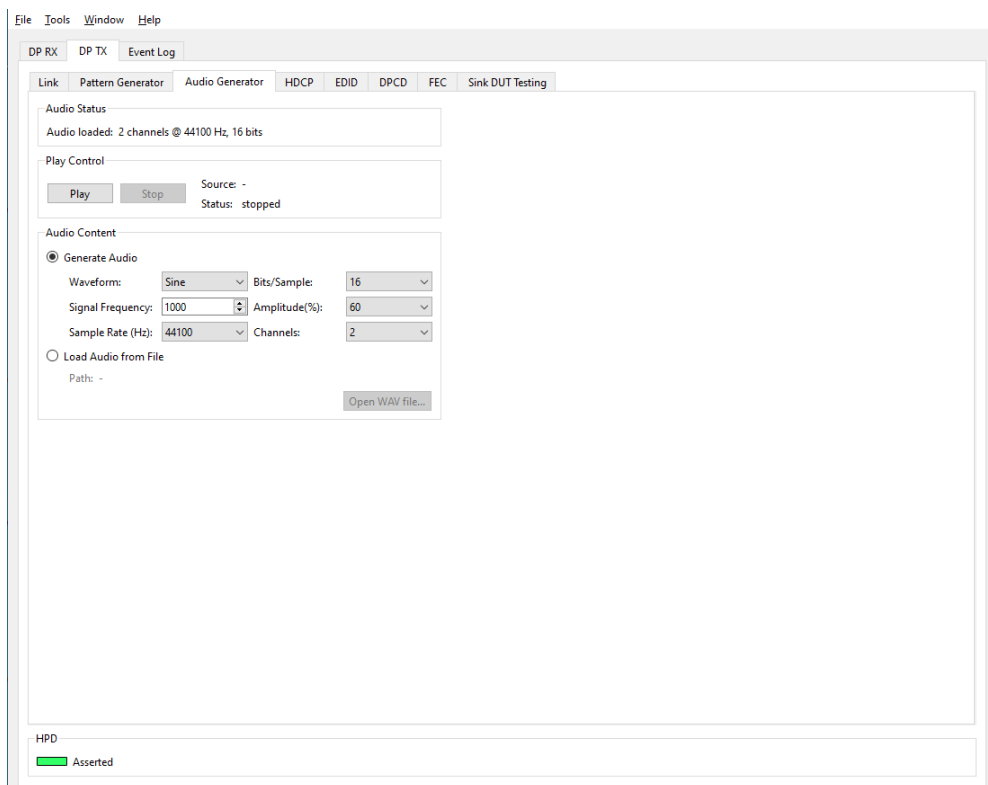 File Tools Window Help
DP RX DP TX Event Log
Link Pattern Generator Audio Generator HDCP EDID DPCD FEC Sink DUT Testing
Audio Status
Audio loaded: 2 channels @ 44100 Hz, 16 bits
Play Control
Play Stop Source: -
Status: stopped
Audio Content
Generate Audio
Waveform: Sine Bits/Sample: 16
Signal Frequency: 1000 Amplitude(%): 60
Sample Rate (Hz): 44100 Channels: 2
Load Audio from File
Path: -
Open WAV file...
HPD
Asserted